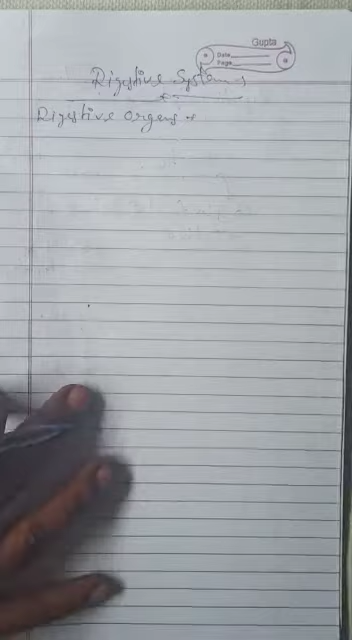 Gupta
Date
Page
Digestive System
Digestive organs